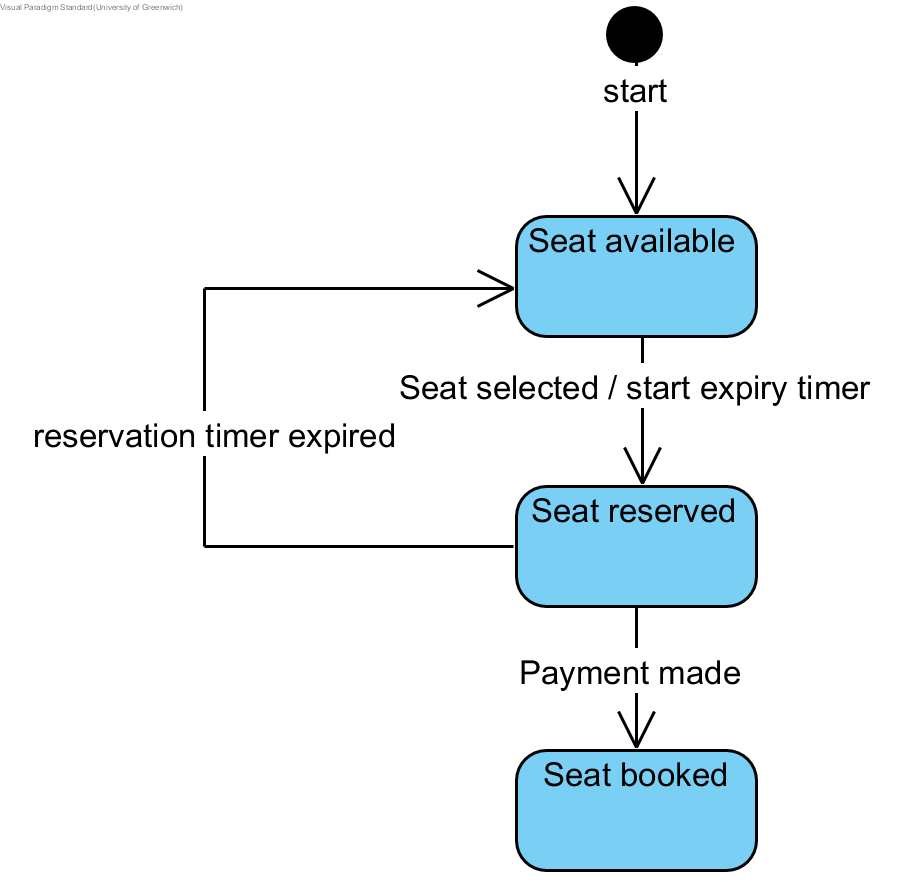 Visual Paradigm Standard(University of Greenwich)
start
Seat available
Seat selected / start expiry timer
reservation timer expired
Seat reserved
Payment made
Seat booked